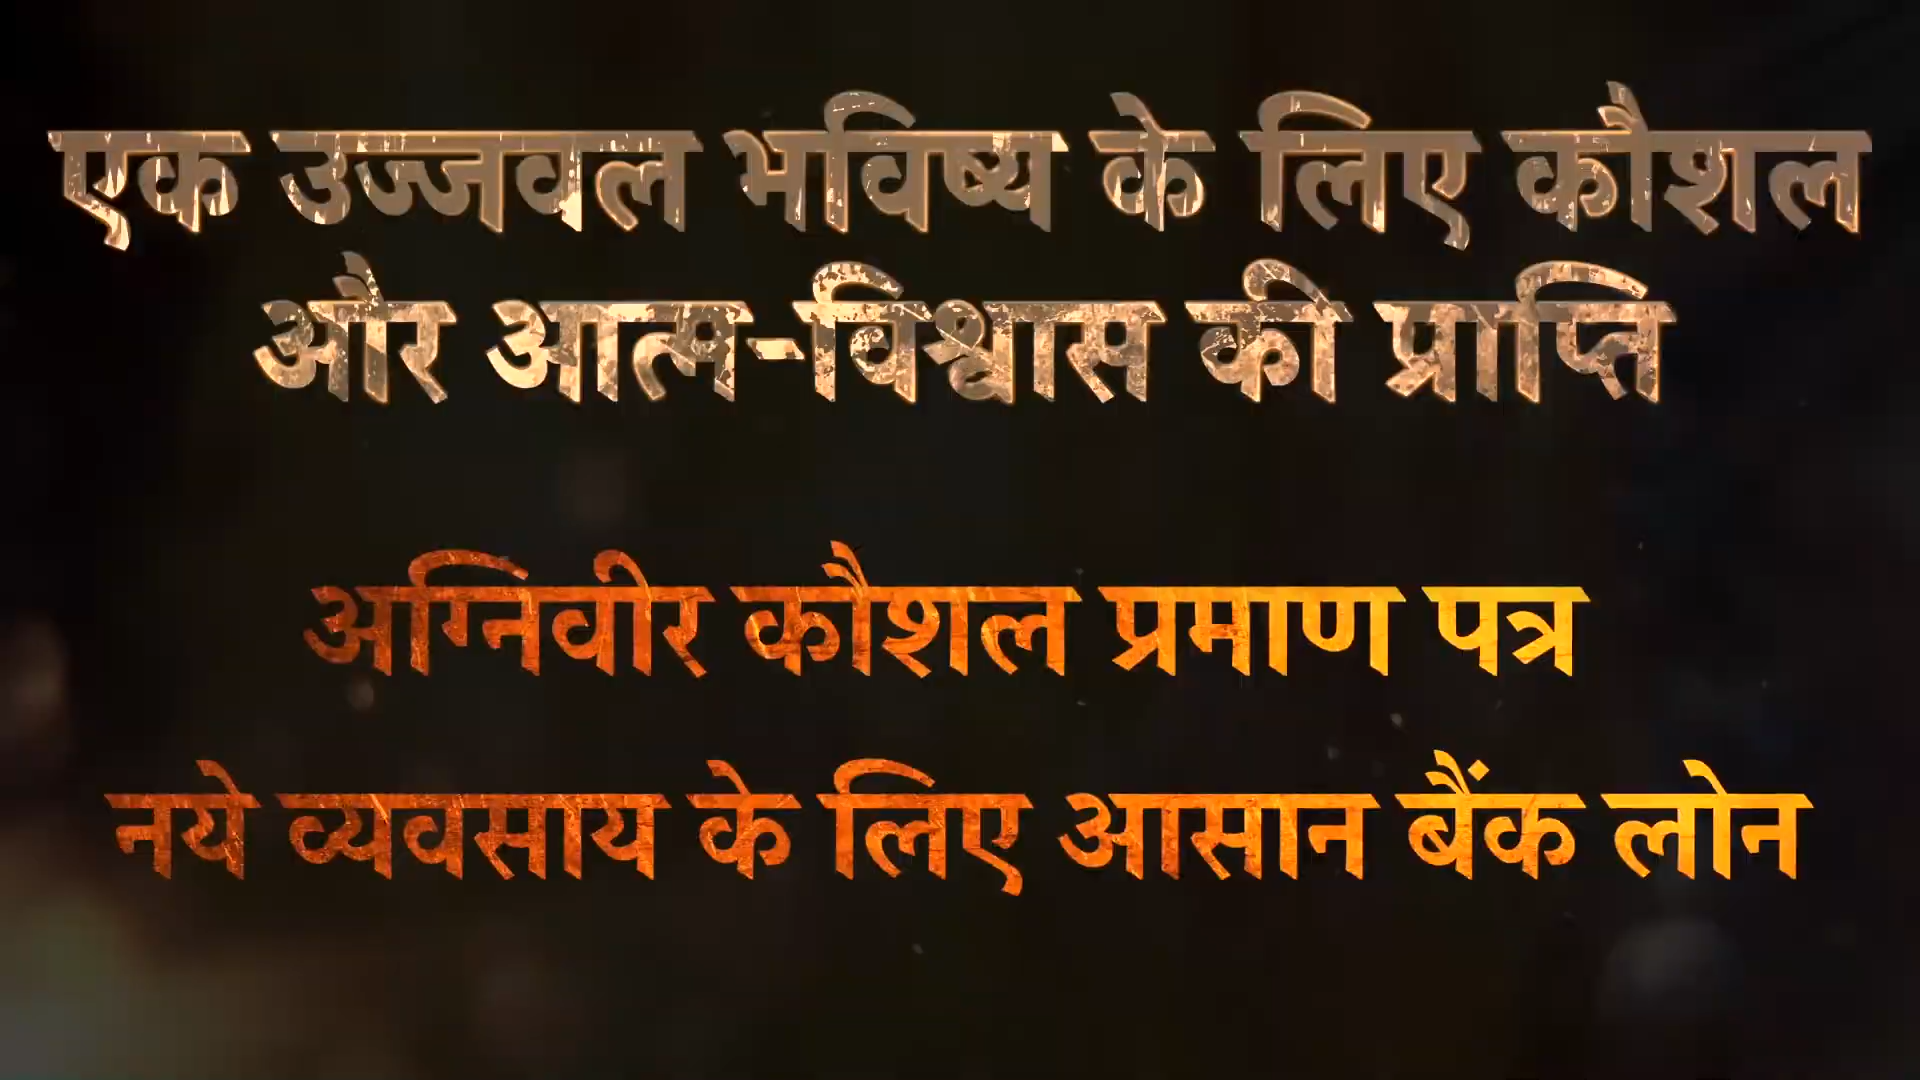 एक उज्जवल भविष्य के लिए कौशल
और आत्म-विश्वास की प्राप्ति
अग्निवीर कौशल प्रमाण पत्र
नये व्यवसाय के लिए आसान बैंक लोन